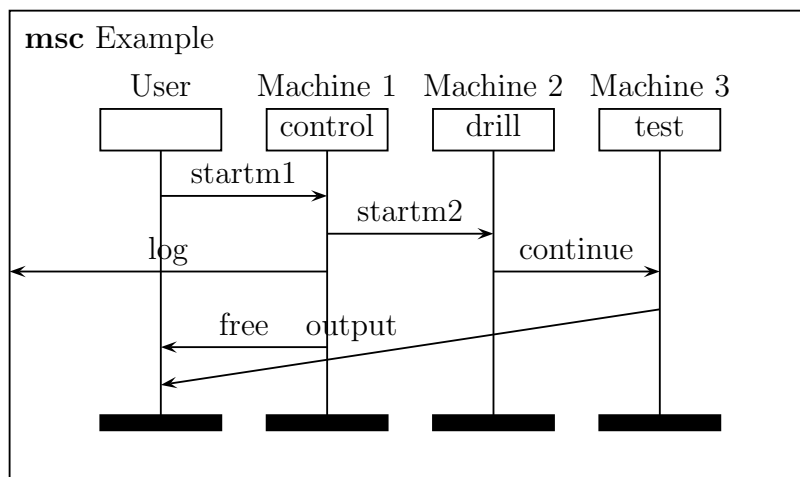 msc Example
User Machine 1 Machine 2 Machine 3
control drill test
startm1
startm2
log continue
free output